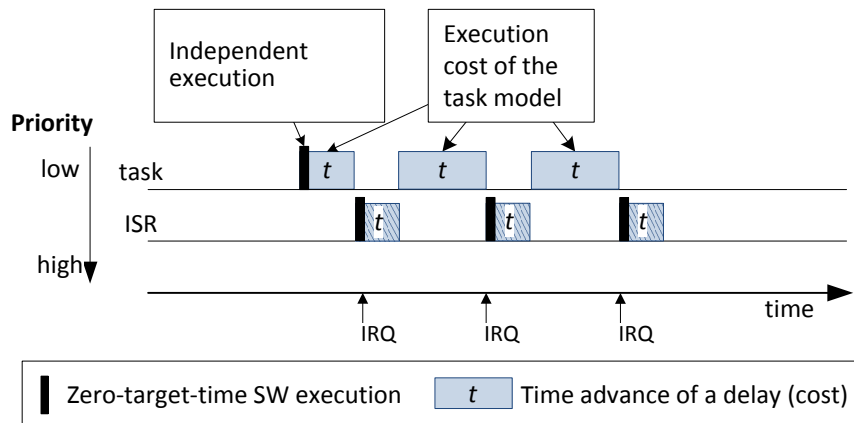 Independent
execution
Execution
cost of the
task model
Priority
low
task
t
t
t
ISR
t
t
t
high
time
IRQ
IRQ
IRQ
Zero-target-time SW execution
t
Time advance of a delay (cost)